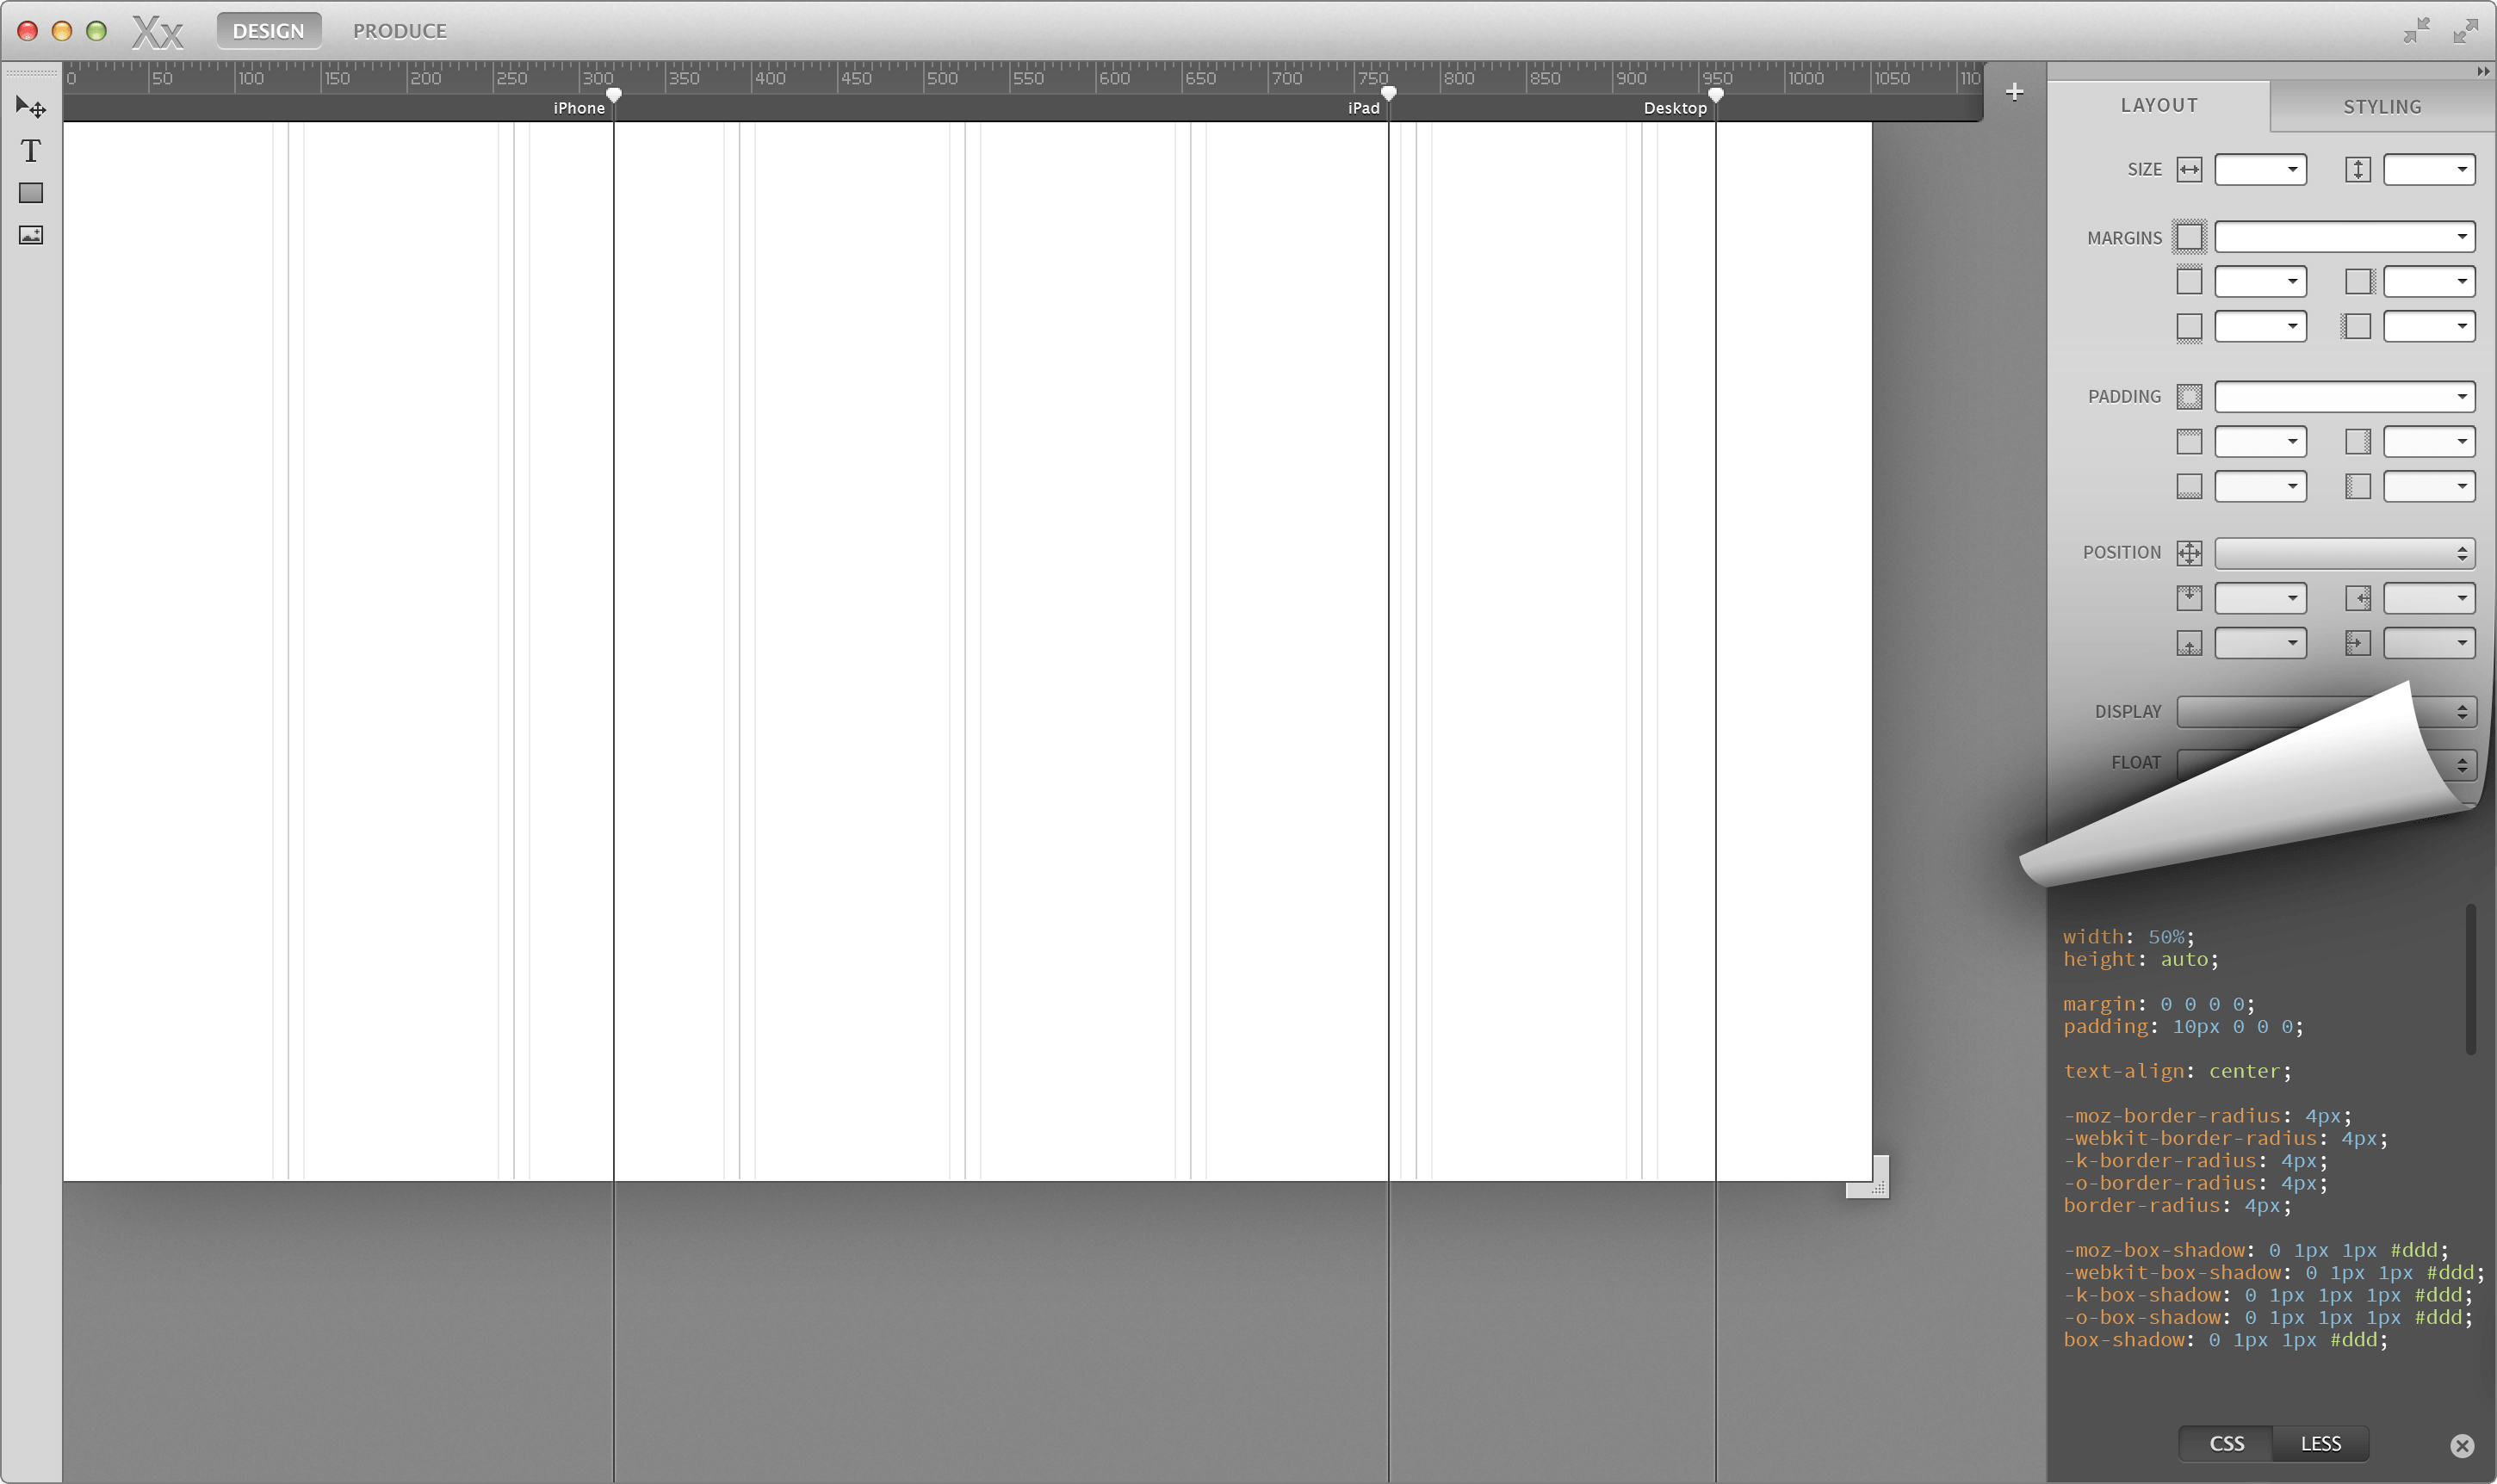 Xx DESIGN PRODUCE
0 50 100 150 200 250 300 350 400 450 500 550 600 650 700 750 800 850 900 950 1000 1050 110
iPhone iPad Desktop +
LAYOUT STYLING
SIZE
MARGINS
PADDING
POSITION
DISPLAY
FLOAT
width: 50%;
height: auto;
margin: 0 0 0 0;
padding: 10px 0 0 0;
text-align: center;
-moz-border-radius: 4px;
-webkit-border-radius: 4px;
-k-border-radius: 4px;
-o-border-radius: 4px;
border-radius: 4px;
-moz-box-shadow: 0 1px 1px #ddd;
-webkit-box-shadow: 0 1px 1px #ddd;
-k-box-shadow: 0 1px 1px 1px #ddd;
-o-box-shadow: 0 1px 1px 1px #ddd;
box-shadow: 0 1px 1px #ddd;
CSS LESS